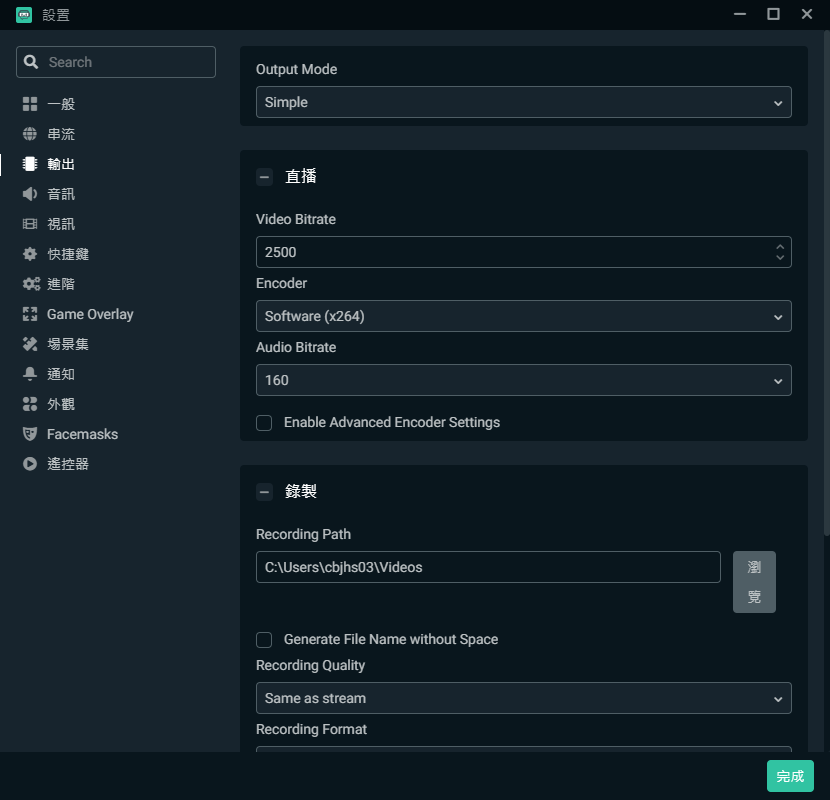 設置
Search
一般
串流
輸出
音訊
視訊
快捷鍵
進階
Game Overlay
場景集
通知
外觀
Facemasks
遙控器
Output Mode
Simple
直播
Video Bitrate
2500
Encoder
Software (x264)
Audio Bitrate
160
Enable Advanced Encoder Settings
錄製
Recording Path
C:\Users\cbjhs03\Videos
瀏
覽
Generate File Name without Space
Recording Quality
Same as stream
Recording Format
完成